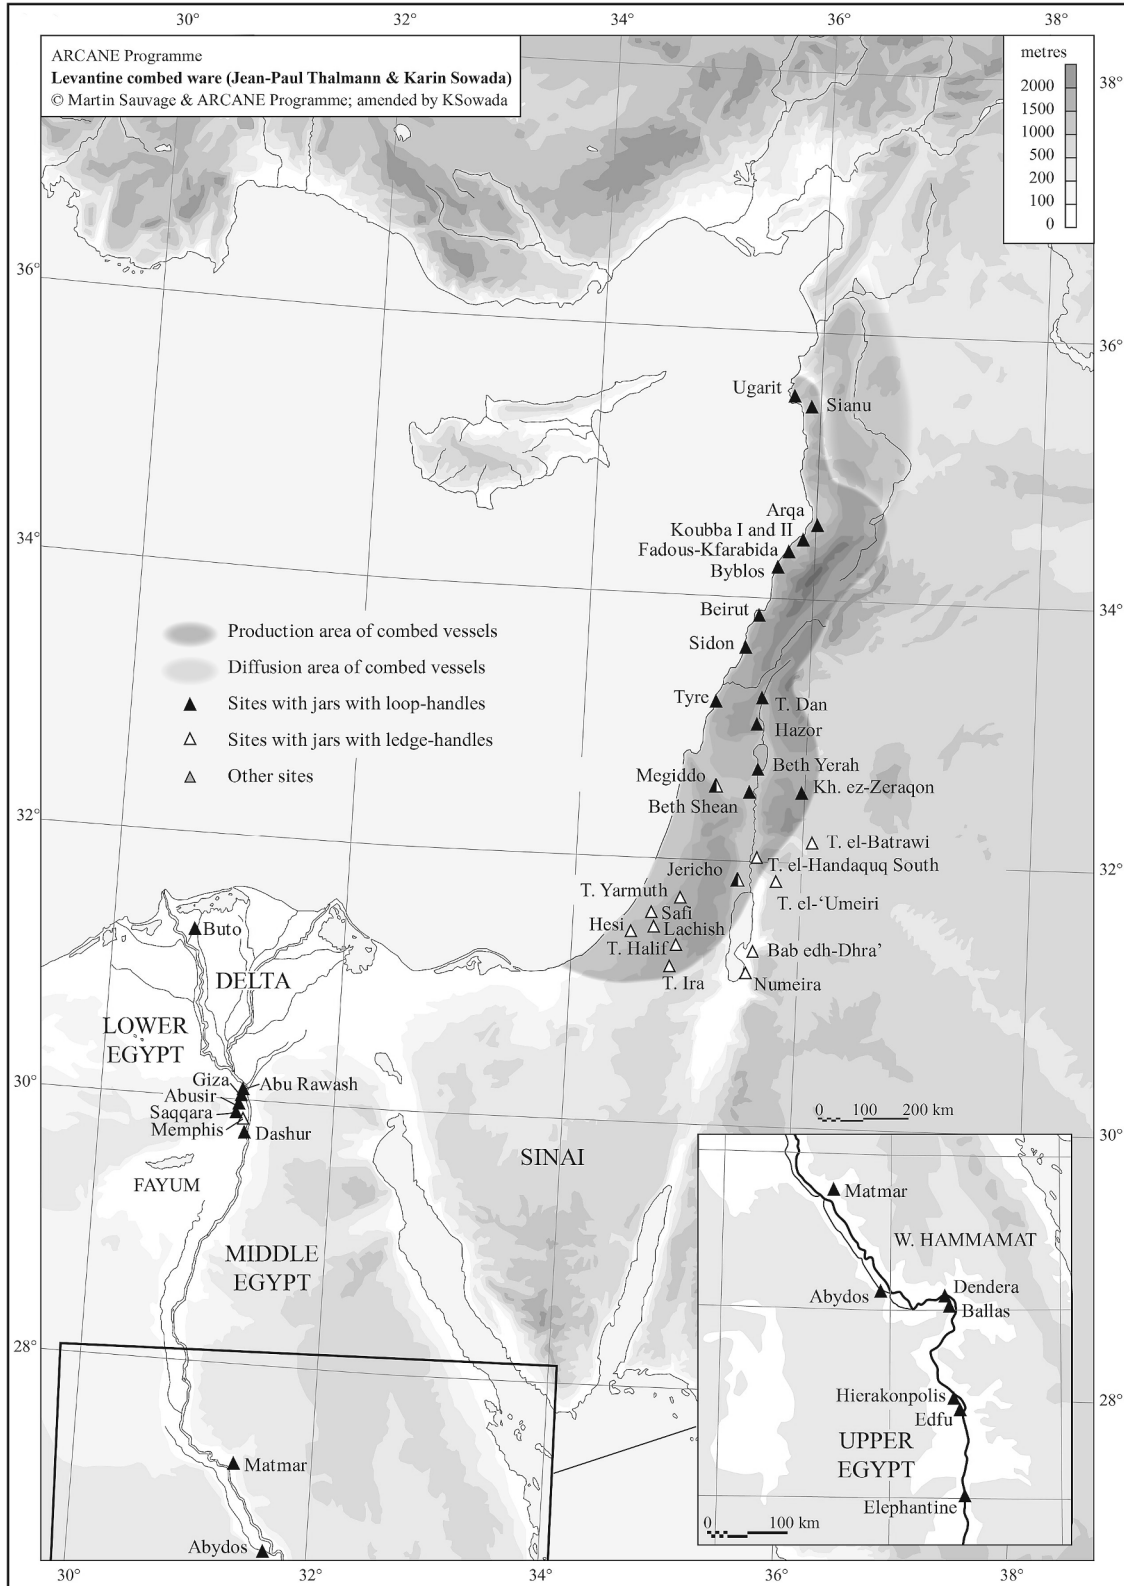 30°
32°
34°
36°
38°
ARCANE Programme
Levantine combed ware (Jean-Paul Thalmann & Karin Sowada)
© Martin Sauvage & ARCANE Programme; amended by KSowada
metres
2000
1500
1000
500
200
100
0
38°
36°
36°
Ugarit
Sianu
Arqa
Koubba I and II
Fadous-Kfarabida
Byblos
34°
34°
Beirut
Sidon
Production area of combed vessels
Diffusion area of combed vessels
Sites with jars with loop-handles
Sites with jars with ledge-handles
Other sites
Tyre
T. Dan
Hazor
Beth Yerah
Megiddo
Kh. ez-Zeraqon
Beth Shean
32°
T. el-Batrawi
T. el-Handaquq South
32°
Jericho
T. Yarmuth
T. el-‘Umeiri
Safi
Hesi
Lachish
T. Halif
Bab edh-Dhra’
T. Ira
Numeira
Buto
DELTA
LOWER
EGYPT
30°
Giza
Abu Rawash
Abusir
Saqqara
Memphis
Dashur
0 100 200 km
30°
SINAI
FAYUM
MIDDLE
EGYPT
28°
Matmar
W. HAMMAMAT
Abydos
Dendera
Ballas
Hierakonpolis
Edfu
28°
UPPER
EGYPT
Elephantine
0 100 km
Matmar
Abydos
30°
32°
34°
36°
38°